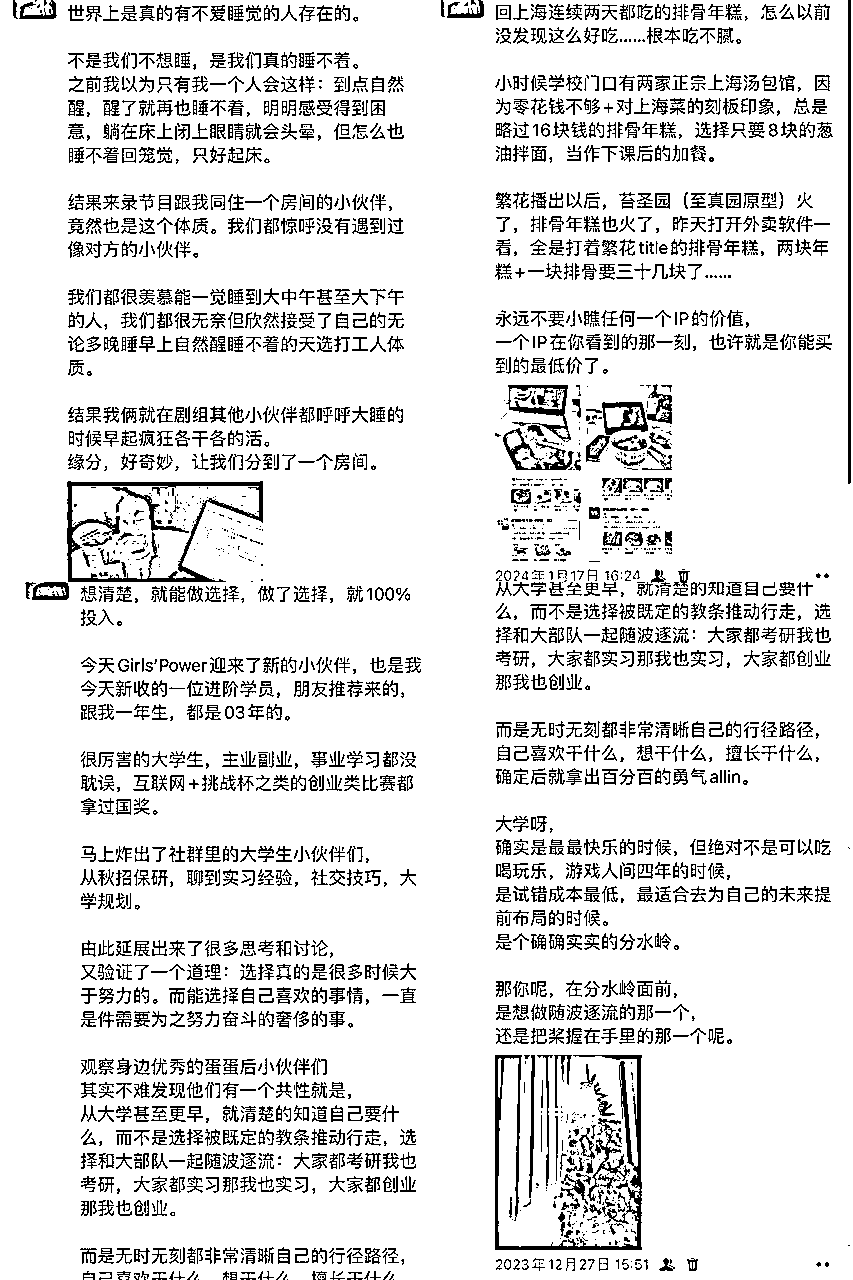 世界上是真的有不爱睡觉的人存在的。
不是我们不想睡，是我们真的睡不着。
之前我以为只有我一个人会这样：到点自然
醒，醒了就再也睡不着，明明感受得到困
意，躺在床上闭上眼睛就会头晕，但怎么也
睡不着回笼觉，只好起床。
结果来录节目跟我同住一个房间的小伙伴，
竟然也是这个体质。我们都惊呼没有遇到过
像对方的小伙伴。
我们都很羡慕能一觉睡到大中午甚至大下午
的人，我们都很无奈但欣然接受了自己的无
论多晚睡早上自然醒睡不着的天选打工人体
质。
结果我俩就在剧组其他小伙伴都呼呼大睡的
时候早起疯狂各干各的活。
缘分，好奇妙，让我们分到了一个房间。
想清楚，就能做选择，做了选择，就100%
投入。
今天Girls'Power迎来了新的小伙伴，也是我
今天新收的一位进阶学员，朋友推荐来的，
跟我一年生，都是03年的。
很厉害的大学生，主业副业，事业学习都没
耽误，互联网+挑战杯之类的创业类比赛都
拿过国奖。
马上炸出了社群里的大学生小伙伴们，
从秋招保研，聊到实习经验，社交技巧，大
学规划。
由此延展出来了很多思考和讨论，
又验证了一个道理：选择真的是很多时候大
于努力的。而能选择自己喜欢的事情，一直
是件需要为之努力奋斗的奢侈的事。
观察身边优秀的蛋蛋后小伙伴们
其实不难发现他们有一个共性就是，
从大学甚至更早，就清楚的知道自己要什
么，而不是选择被既定的教条推动行走，选
择和大部队一起随波逐流：大家都考研我也
考研，大家都实习那我也实习，大家都创业
那我也创业。
而是无时无刻都非常清晰自己的行径路径，
自己喜欢干什么，想干什么，擅长干什么，
回上海连续两天都吃的排骨年糕，怎么以前
没发现这么好吃……根本吃不腻。
小时候学校门口有两家正宗上海汤包馆，因
为零花钱不够+对上海菜的刻板印象，总是
略过16块钱的排骨年糕，选择只要8块的葱
油拌面，当作下课后的加餐。
繁花播出以后，苔圣园（至真园原型）火
了，排骨年糕也火了，昨天打开外卖软件一
看，全是打着繁花title的排骨年糕，两块年
糕+一块排骨要三十几块了……
永远不要小瞧任何一个IP的价值，
一个IP在你看到的那一刻，也许就是你能买
到的最低价了。
2024年1月17日 16:24
从大学甚至更早，就清楚的知道自己要什
么，而不是选择被既定的教条推动行走，选
择和大部队一起随波逐流：大家都考研我也
考研，大家都实习那我也实习，大家都创业
那我也创业。
而是无时无刻都非常清晰自己的行径路径，
自己喜欢干什么，想干什么，擅长干什么，
确定后就拿出百分百的勇气allin。
大学呀，
确实是最最快乐的时候，但绝对不是可以吃
喝玩乐，游戏人间四年的时候，
是试错成本最低，最适合去为自己的未来提
前布局的时候。
是个确确实实的分水岭。
那你呢，在分水岭面前，
是想做随波逐流的那一个，
还是把桨握在手里的那一个呢。
2023年12月27日 15:51